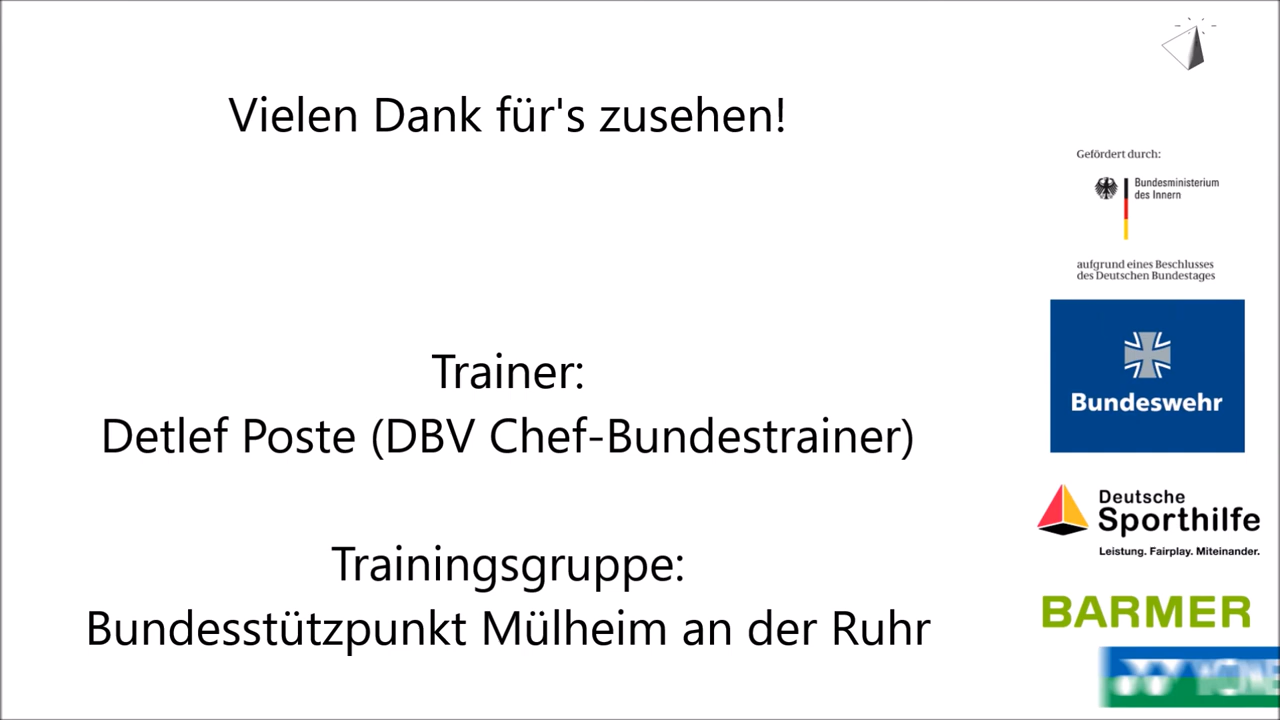 Vielen Dank für's zusehen!
Trainer:
Detlef Poste (DBV Chef-Bundestrainer)
Trainingsgruppe:
Bundesstützpunkt Mülheim an der Ruhr
Gefördert durch:
Bundesministerium
des Innern
aufgrund eines Beschlusses
des Deutschen Bundestages
Bundeswehr
Deutsche
Sporthilfe
Leistung. Fairplay. Miteinander.
BARMER